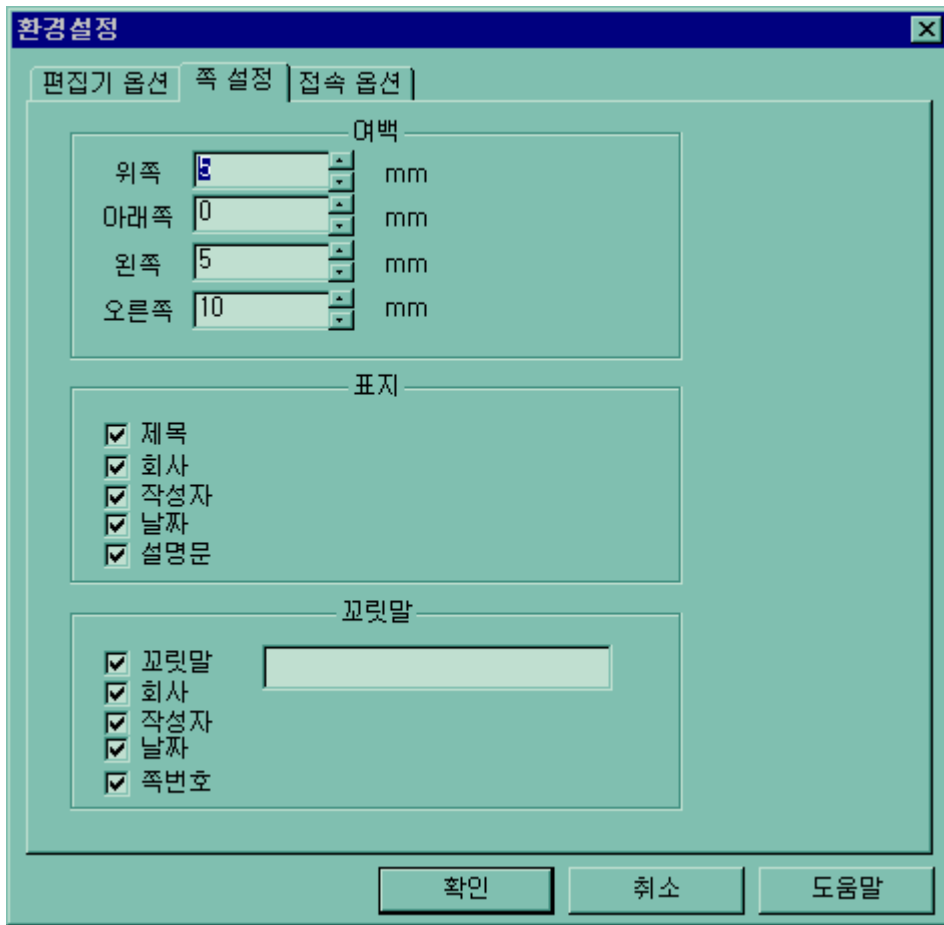 환경설정
편집기 옵션 쪽 설정 접속 옵션
여백
위쪽 5 mm
아래쪽 0 mm
왼쪽 5 mm
오른쪽 10 mm
표지
제목
회사
작성자
날짜
설명문
꼬릿말
꼬릿말
회사
작성자
날짜
쪽번호
확인 취소 도움말